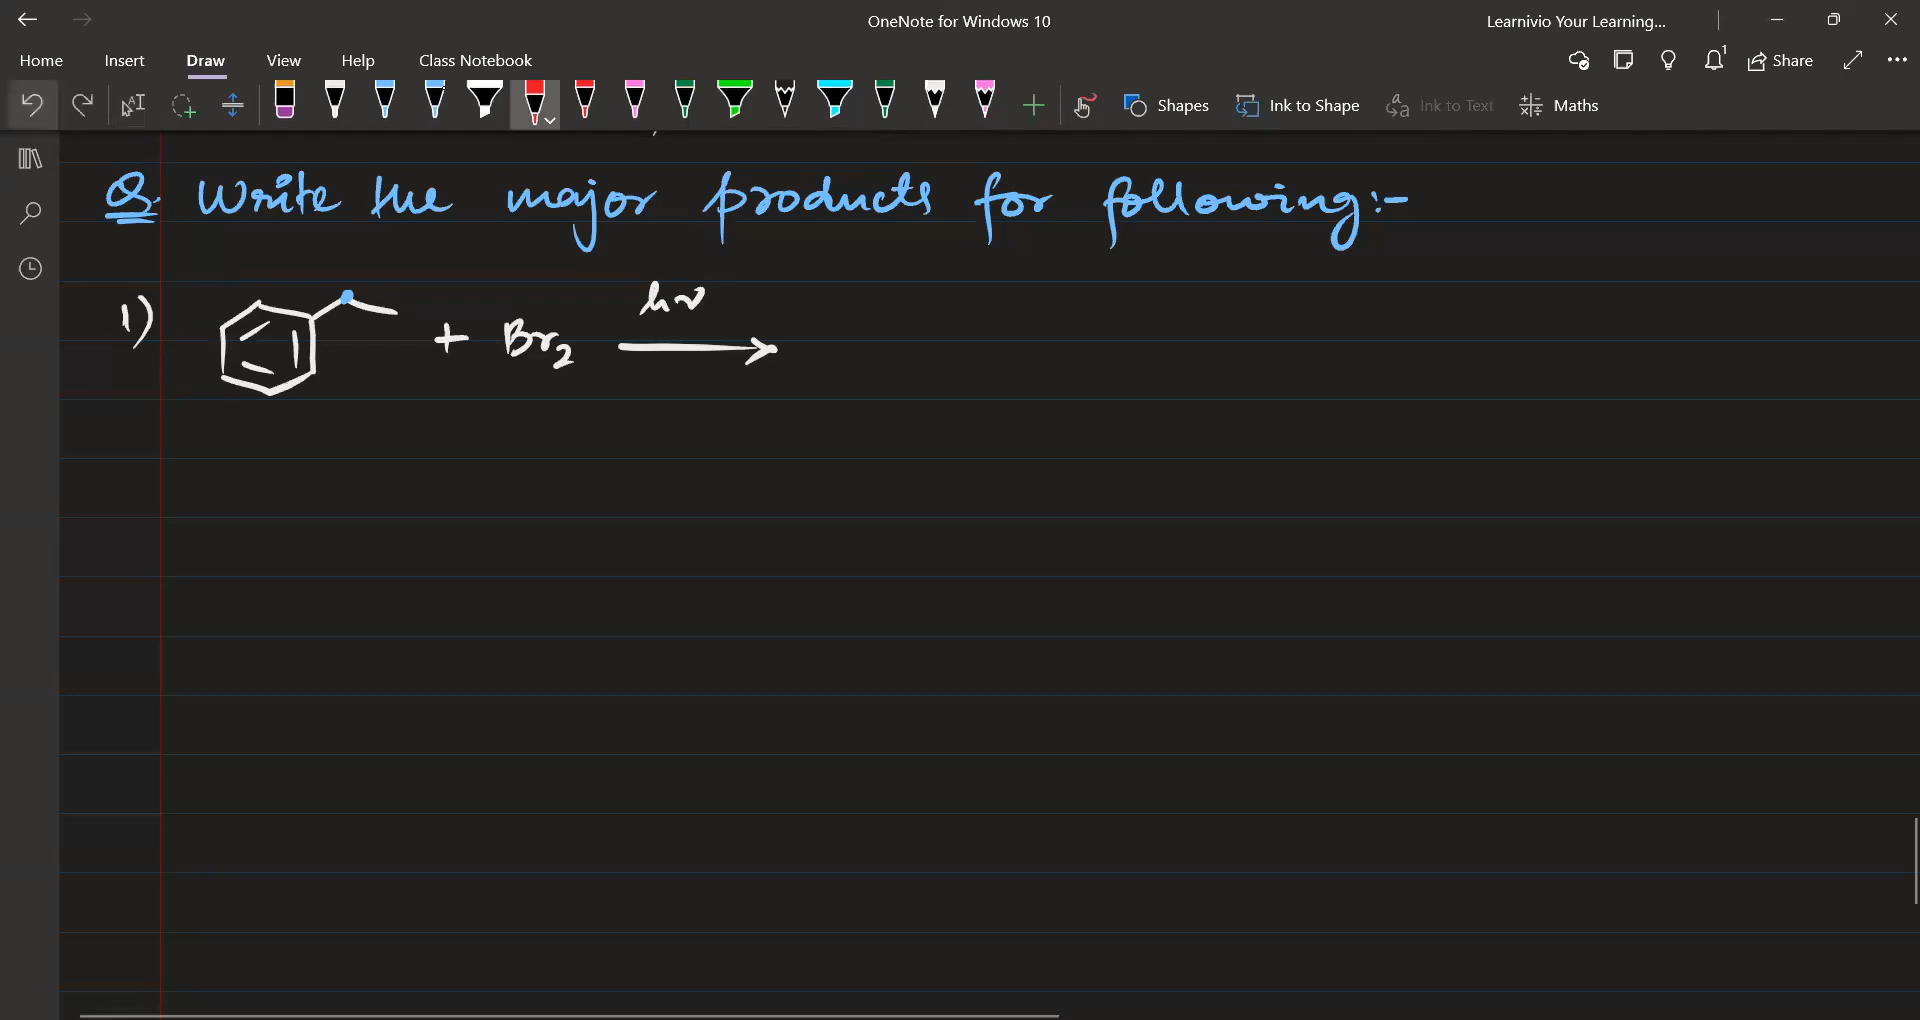 OneNote for Windows 10
Learnivio Your Learning...
Home Insert Draw View Help Class Notebook
1
Share
Shapes Ink to Shape Ink to Text Maths
Q. Write the major products for following:-
1) + Br2 hν